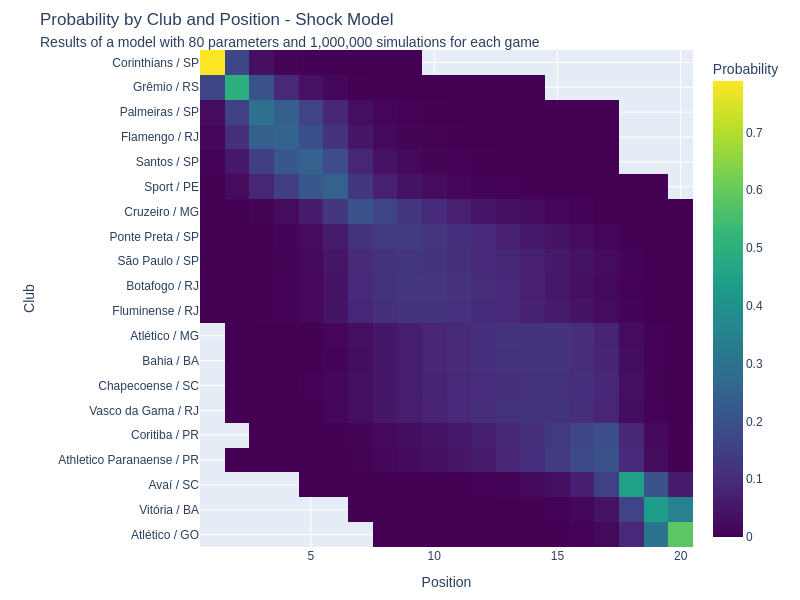 Probability by Club and Position - Shock Model
Results of a model with 80 parameters and 1,000,000 simulations for each game
Probability
Corinthians / SP
Grêmio / RS
Palmeiras / SP
Flamengo / RJ
Santos / SP
Sport / PE
Cruzeiro / MG
Ponte Preta / SP
São Paulo / SP
Botafogo / RJ
Fluminense / RJ
Atlético / MG
Bahia / BA
Chapecoense / SC
Vasco da Gama / RJ
Coritiba / PR
Athletico Paranaense / PR
Avaí / SC
Vitória / BA
Atlético / GO
Club
5
10
15
20
Position
0.7
0.6
0.5
0.4
0.3
0.2
0.1
0